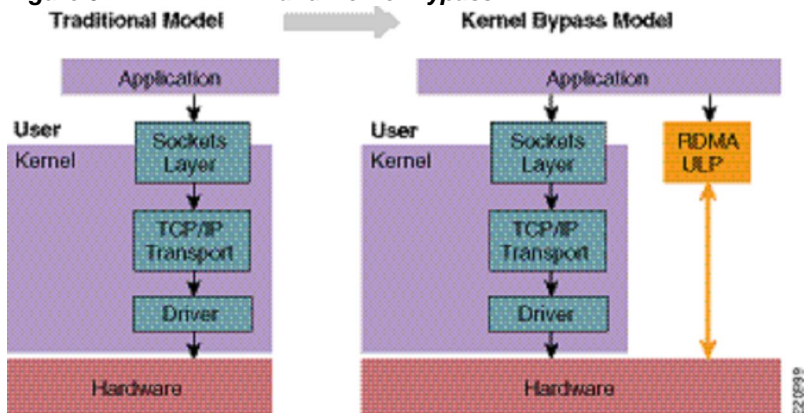 Traditional Model
Kernel Bypass Model
Application
User
Kernel
Sockets
Layer
TCP/IP
Transport
Driver
Hardware
Application
User
Kernel
Sockets
Layer
TCP/IP
Transport
Driver
RDMA
ULP
Hardware